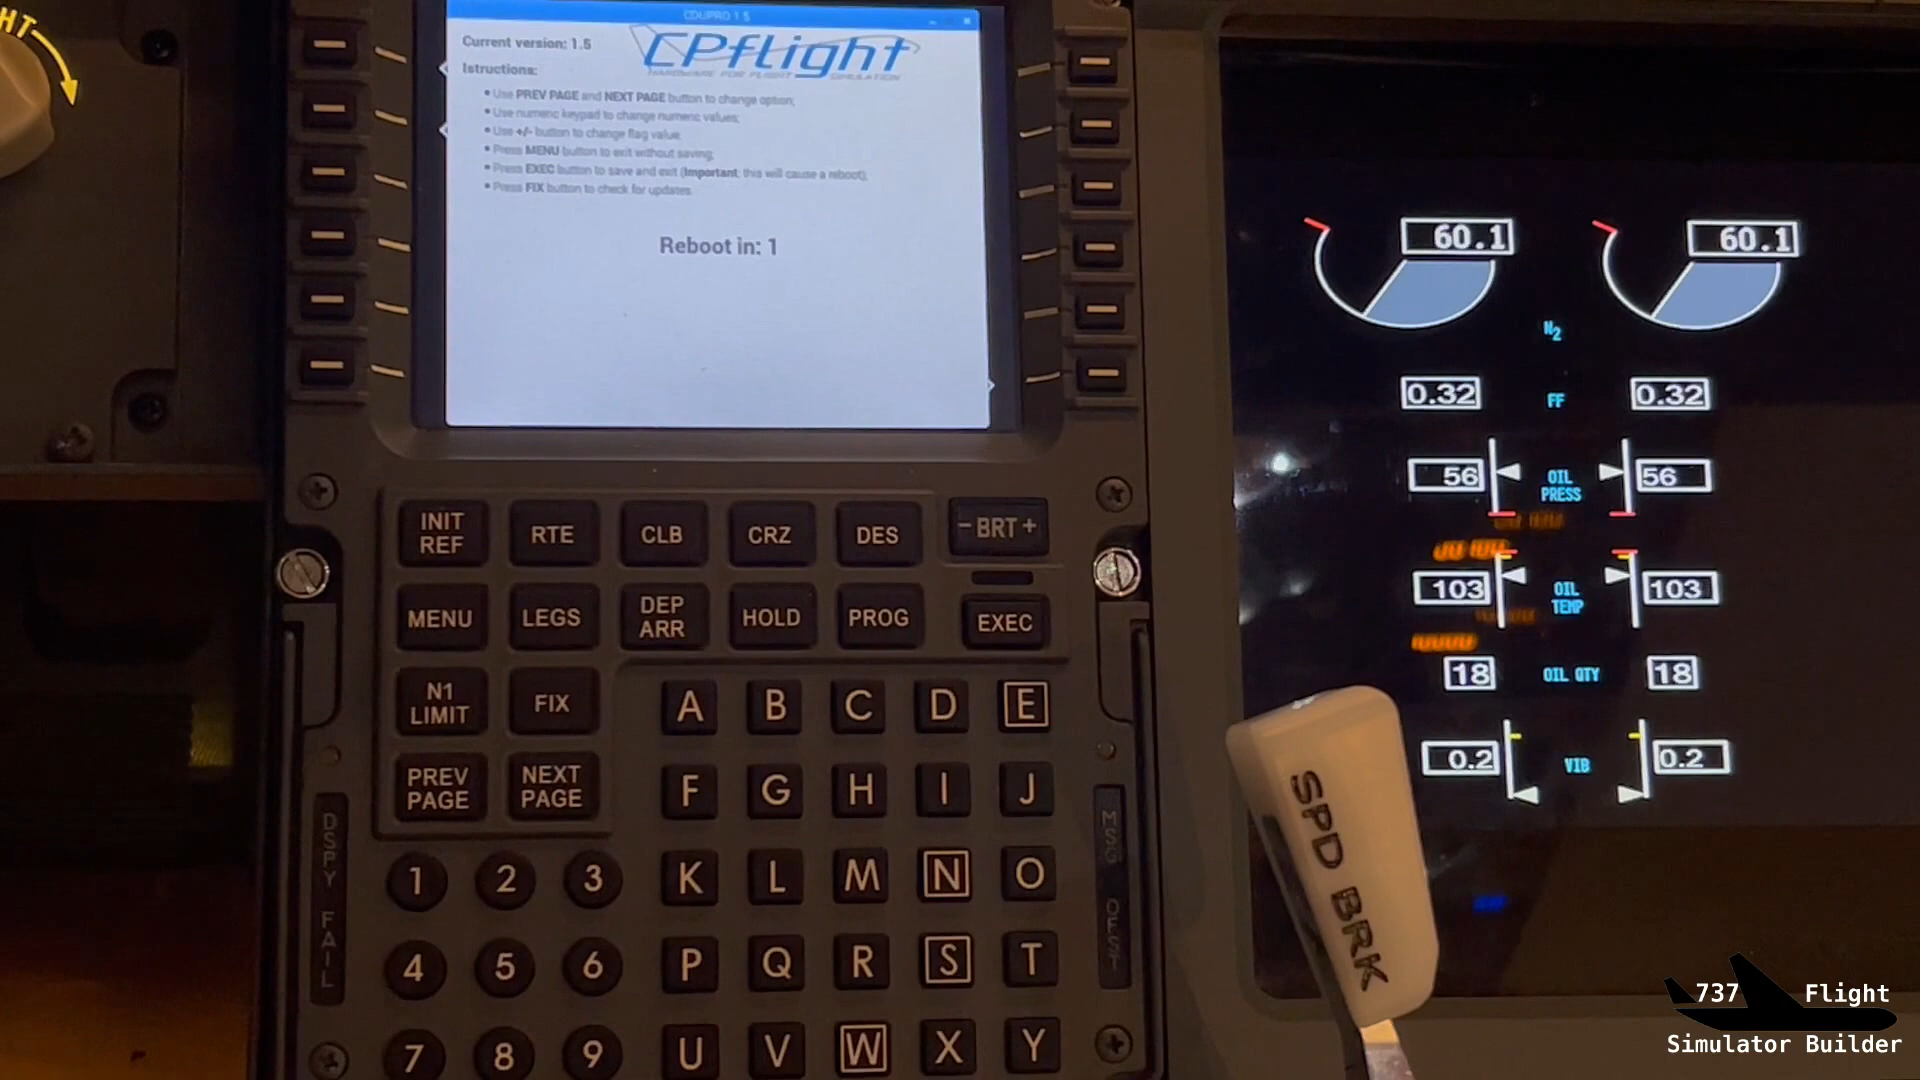 HT
CDUPRO 1.5
Current version: 1.5
CPflight
HARDWARE FOR FLIGHT SIMULATION
Istructions:
Use PREV PAGE and NEXT PAGE button to change option;
Use numeric keypad to change numeric values;
Use +/- button to change flag value;
Press MENU button to exit without saving;
Press EXEC button to save and exit (Important: this will cause a reboot);
Press FIX button to check for updates.
Reboot in: 1
INIT REF
RTE
CLB
CRZ
DES
- BRT +
MENU
LEGS
DEP ARR
HOLD
PROG
EXEC
N1 LIMIT
FIX
PREV PAGE
NEXT PAGE
A B C D E
F G H I J
K L M N O
P Q R S T
U V W X Y
1 2 3
4 5 6
7 8 9
DSPY FAIL
MSG OFST
60.1 60.1
N2
0.32 FF 0.32
56 OIL PRESS 56
103 OIL TEMP 103
18 OIL QTY 18
0.2 VIB 0.2
SPD BRK
737 Flight
Simulator Builder